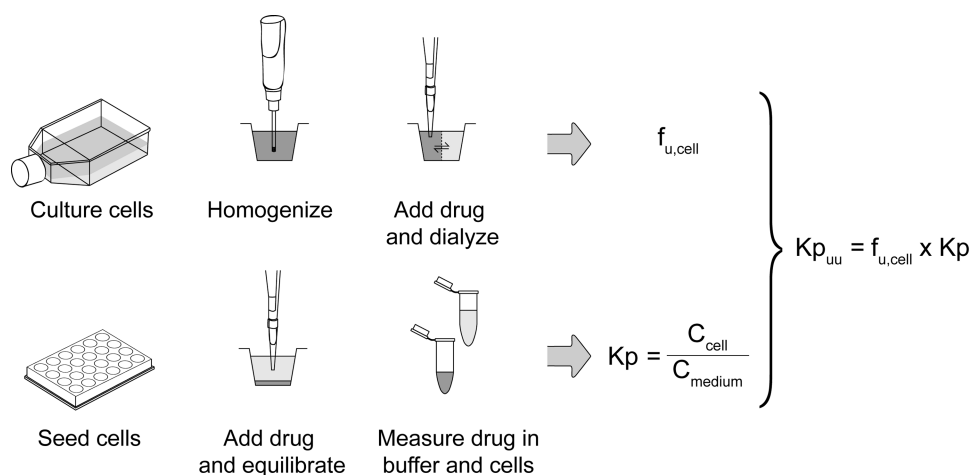 Culture cells
Homogenize
Add drug
and dialyze
f_u,cell
Kp_uu = f_u,cell x Kp
Seed cells
Add drug
and equilibrate
Measure drug in
buffer and cells
Kp = C_cell / C_medium